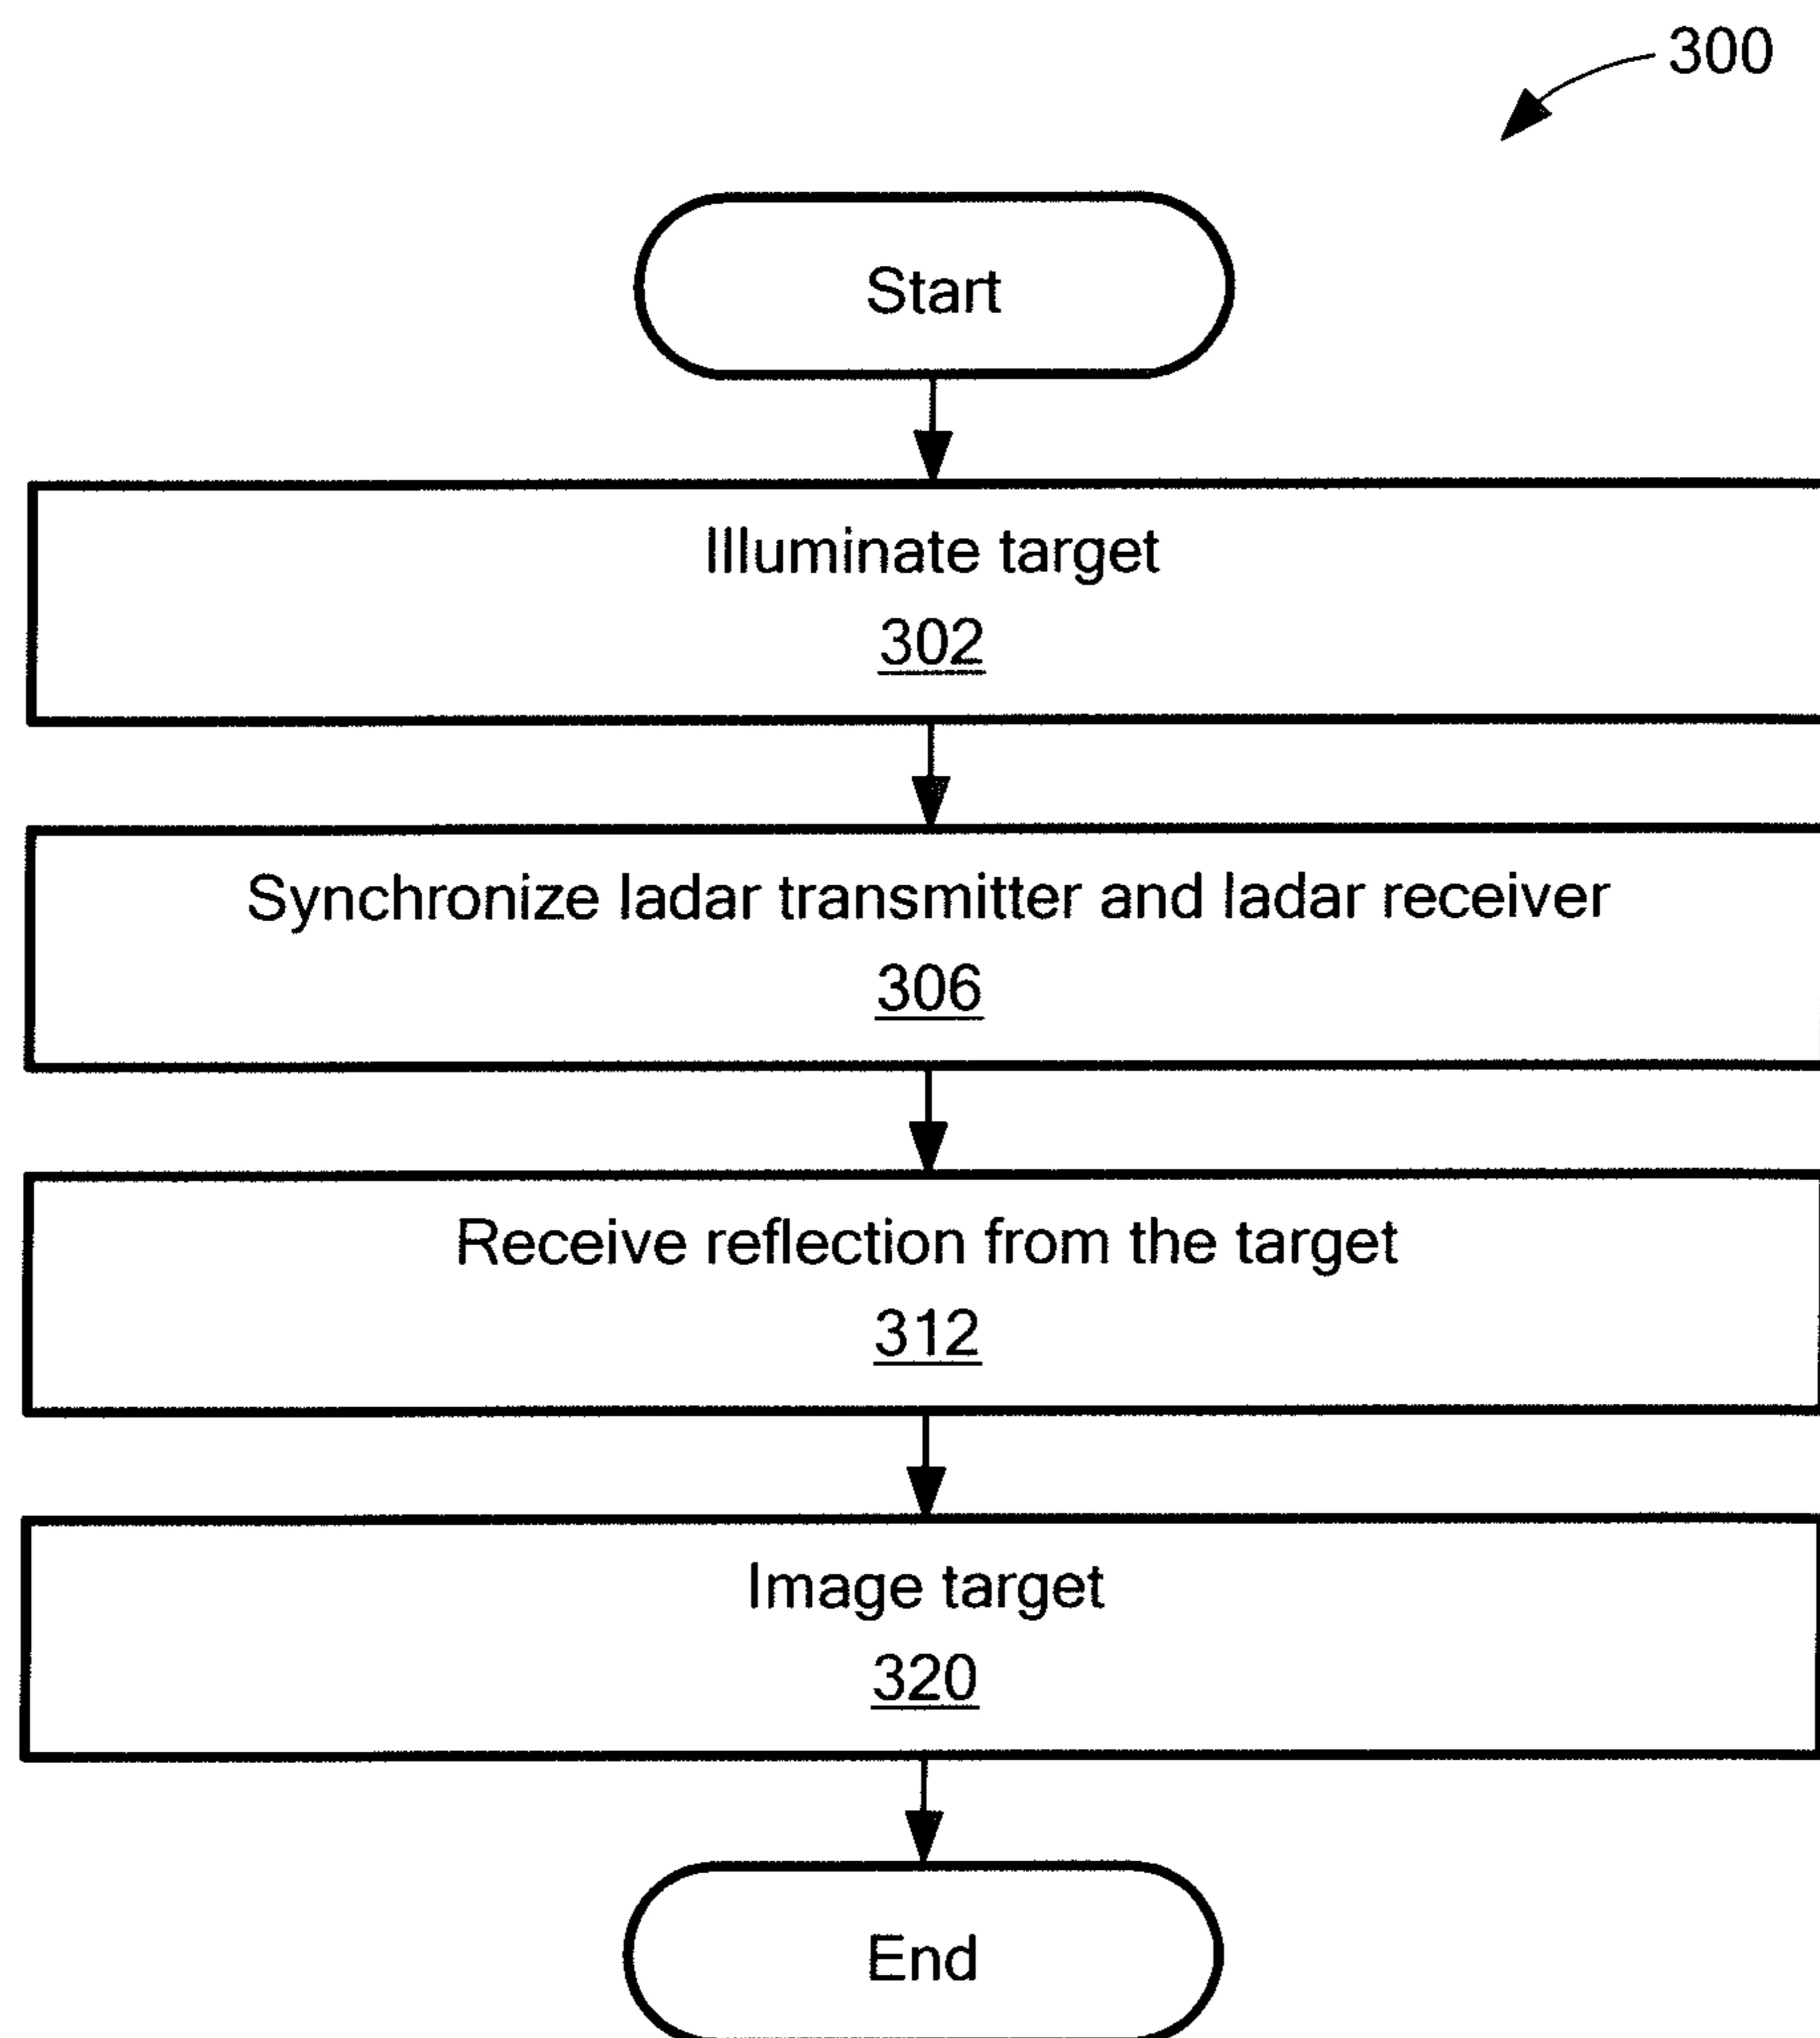 300
Start
Illuminate target
302
Synchronize ladar transmitter and ladar receiver
306
Receive reflection from the target
312
Image target
320
End